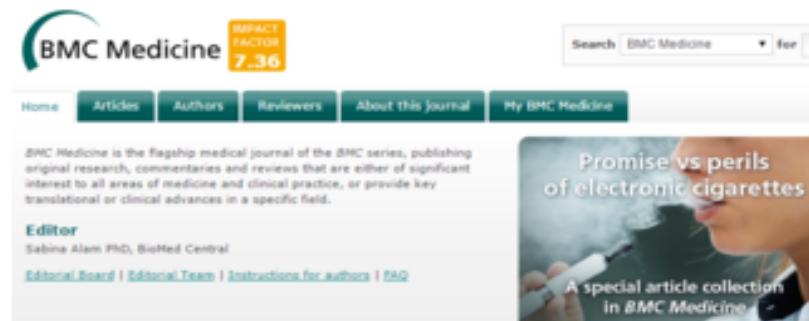 BMC Medicine
IMPACT
FACTOR
7.36
Search BMC Medicine for
Home Articles Authors Reviewers About this journal My BMC Medicine
BMC Medicine is the flagship medical journal of the BMC series, publishing
original research, commentaries and reviews that are either of significant
interest to all areas of medicine and clinical practice, or provide key
translational or clinical advances in a specific field.
Editor
Sabina Alam PhD, BioMed Central
Editorial Board | Editorial Team | Instructions for authors | FAQ
Promise vs perils
of electronic cigarettes
A special article collection
in BMC Medicine